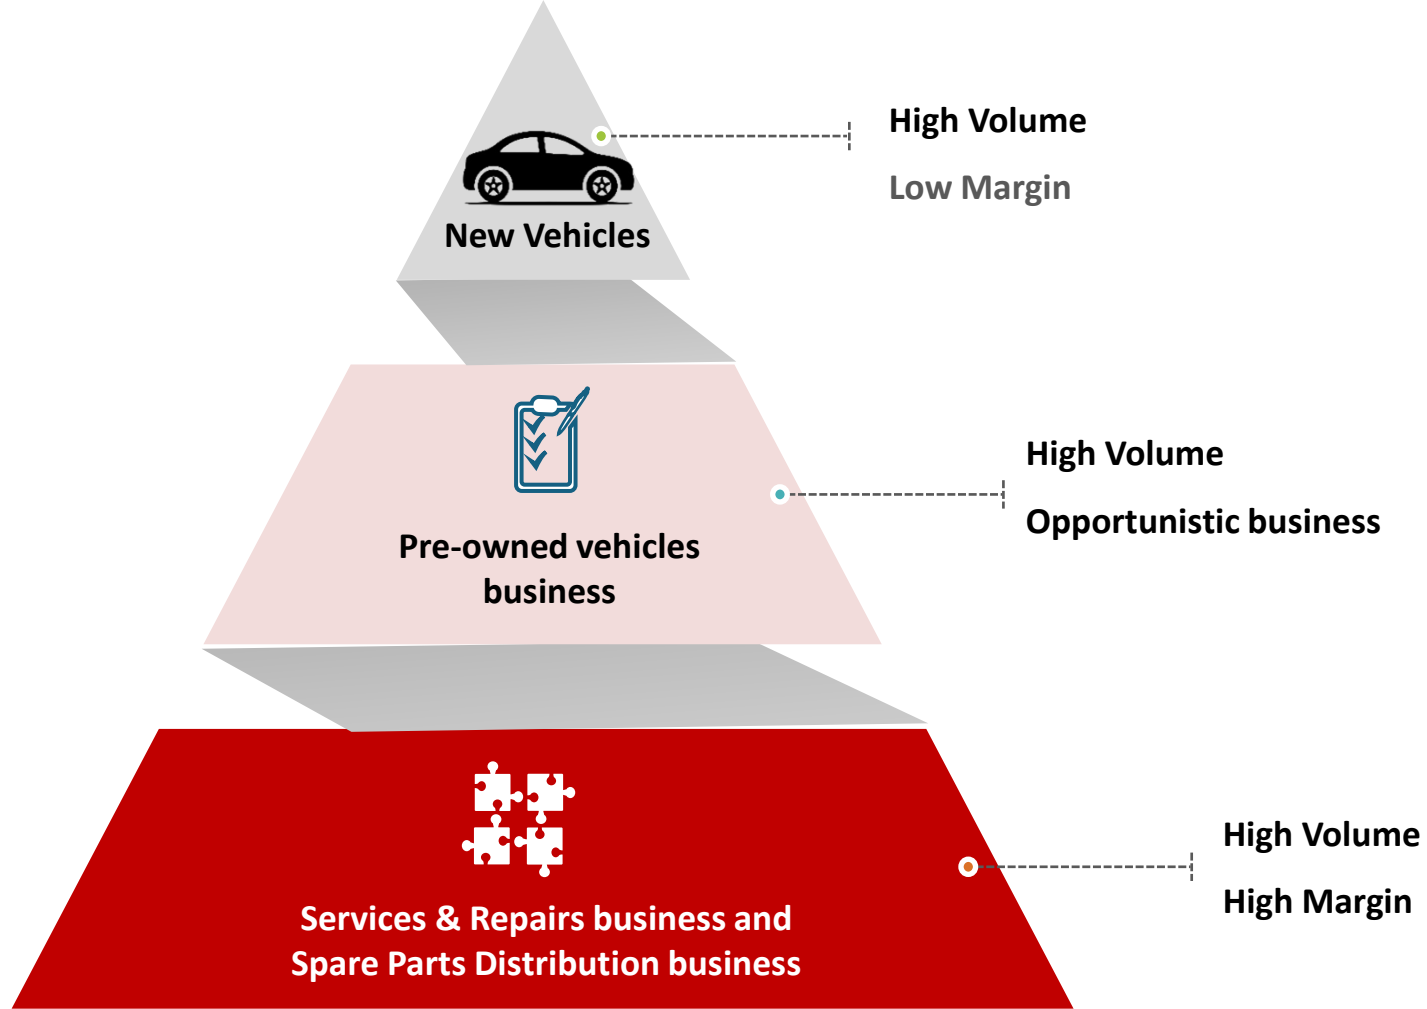 High Volume
Low Margin
New Vehicles
High Volume
Opportunistic business
Pre-owned vehicles
business
High Volume
High Margin
Services & Repairs business and
Spare Parts Distribution business